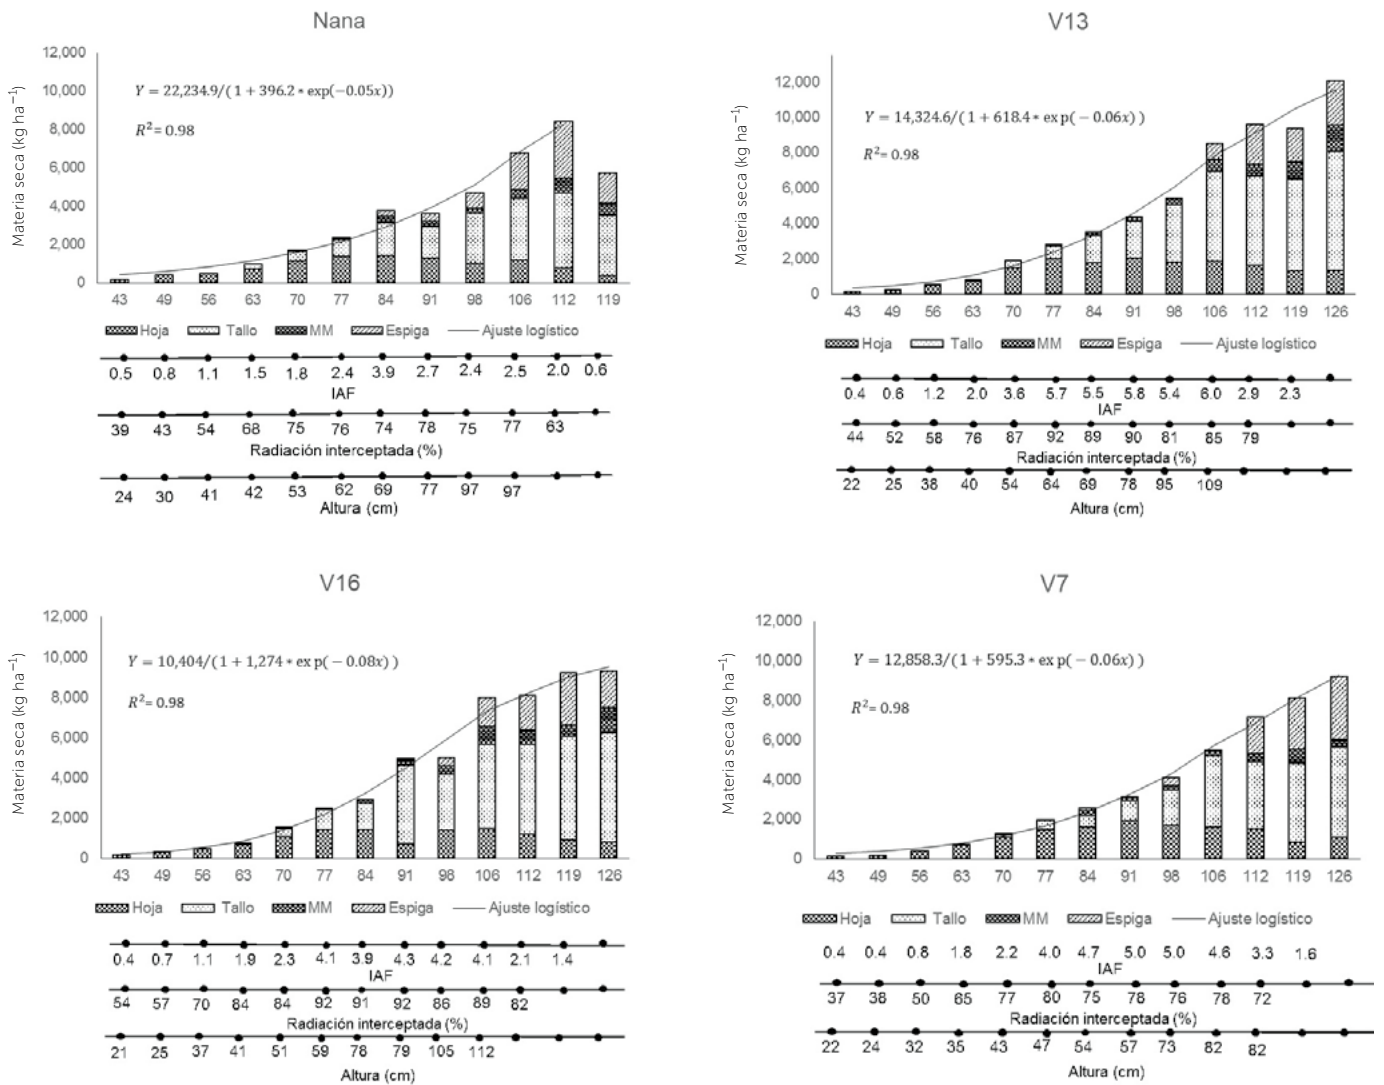 Nana
12,000
10,000
8,000
6,000
4,000
2,000
0
Materia seca (kg ha−1)
Y = 22,234.9/(1 + 396.2 * exp(−0.05x))
R2= 0.98
43 49 56 63 70 77 84 91 98 106 112 119
Hoja Tallo MM Espiga Ajuste logístico
0.5 0.8 1.1 1.5 1.8 2.4 3.9 2.7 2.4 2.5 2.0 0.6
IAF
39 43 54 68 75 76 74 78 75 77 63
Radiación interceptada (%)
24 30 41 42 53 62 69 77 97 97
Altura (cm)
V13
12,000
10,000
8,000
6,000
4,000
2,000
0
Materia seca (kg ha−1)
Y = 14,324.6/(1 + 618.4 * exp(−0.06x))
R2= 0.98
43 49 56 63 70 77 84 91 98 106 112 119 126
Hoja Tallo MM Espiga Ajuste logístico
0.4 0.6 1.2 2.0 3.6 5.7 5.5 5.8 5.4 6.0 2.9 2.3
IAF
44 52 58 76 87 92 89 90 81 85 79
Radiación interceptada (%)
22 25 38 40 54 64 69 78 95 109
Altura (cm)
V16
12,000
10,000
8,000
6,000
4,000
2,000
0
Materia seca (kg ha−1)
Y = 10,404/(1 + 1,274 * exp(−0.08x))
R2= 0.98
43 49 56 63 70 77 84 91 98 106 112 119 126
Hoja Tallo MM Espiga Ajuste logístico
0.4 0.7 1.1 1.9 2.3 4.1 3.9 4.3 4.2 4.1 2.1 1.4
IAF
54 57 70 84 84 92 91 92 86 89 82
Radiación interceptada (%)
21 25 37 41 51 59 78 79 105 112
Altura (cm)
V7
12,000
10,000
8,000
6,000
4,000
2,000
0
Materia seca (kg ha−1)
Y = 12,858.3/(1 + 595.3 * exp(−0.06x))
R2= 0.98
43 49 56 63 70 77 84 91 98 106 112 119 126
Hoja Tallo MM Espiga Ajuste logístico
0.4 0.4 0.8 1.8 2.2 4.0 4.7 5.0 5.0 4.6 3.3 1.6
IAF
37 38 50 65 77 80 75 78 76 78 72
Radiación interceptada (%)
22 24 32 35 43 47 54 57 73 82 82
Altura (cm)